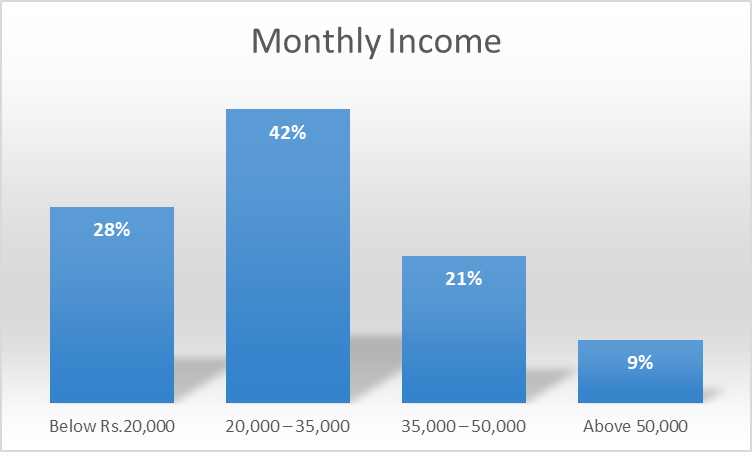 Monthly Income
42%
28%
21%
9%
Below Rs.20,000
20,000 – 35,000
35,000 – 50,000
Above 50,000